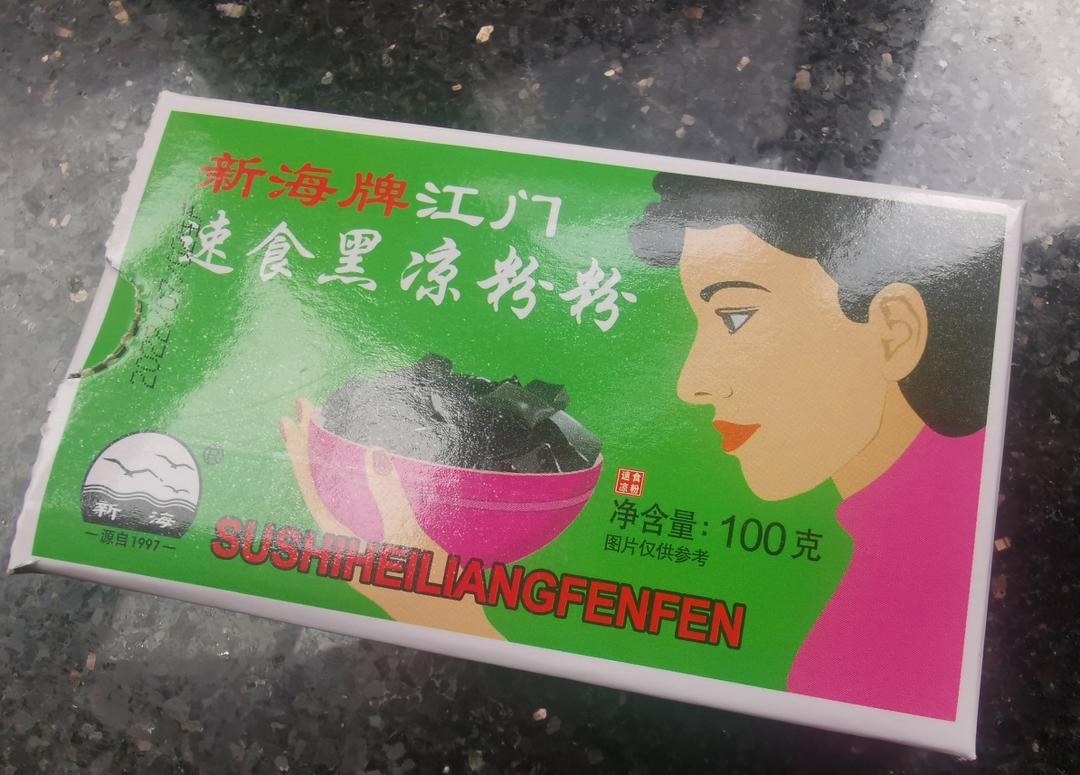 新海牌江门
速食黑凉粉粉
新海
®
源自1997
速食
凉粉
净含量：100克
图片仅供参考
SUSHIHEILIANGFENFEN